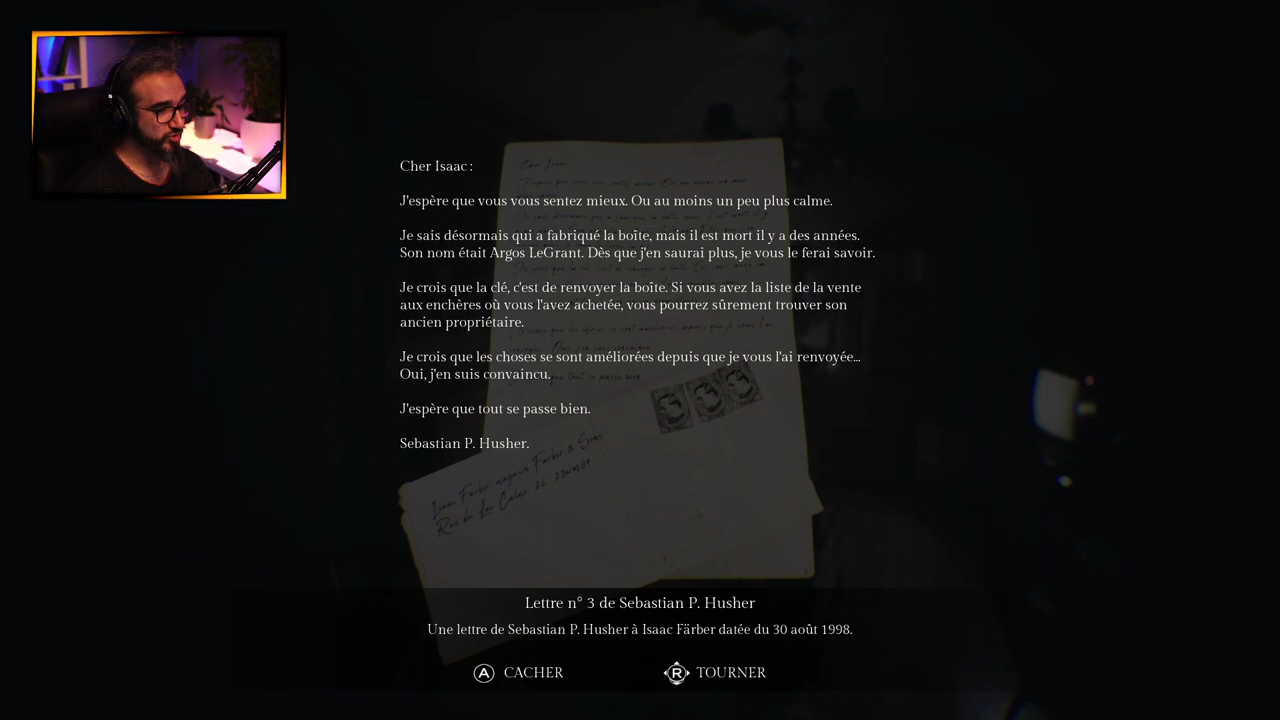 Cher Isaac :
J'espère que vous vous sentez mieux. Ou au moins un peu plus calme.
Je sais désormais qui a fabriqué la boîte, mais il est mort il y a des années.
Son nom était Argos LeGrant. Dès que j'en saurai plus, je vous le ferai savoir.
Je crois que la clé, c'est de renvoyer la boîte. Si vous avez la liste de la vente
aux enchères où vous l'avez achetée, vous pourrez sûrement trouver son
ancien propriétaire.
Je crois que les choses se sont améliorées depuis que je vous l'ai renvoyée...
Oui, j'en suis convaincu.
J'espère que tout se passe bien.
Sebastian P. Husher.
Isaac Färber, magasin Färber & Sons
Lettre n° 3 de Sebastian P. Husher
Une lettre de Sebastian P. Husher à Isaac Färber datée du 30 août 1998.
A CACHER
R TOURNER